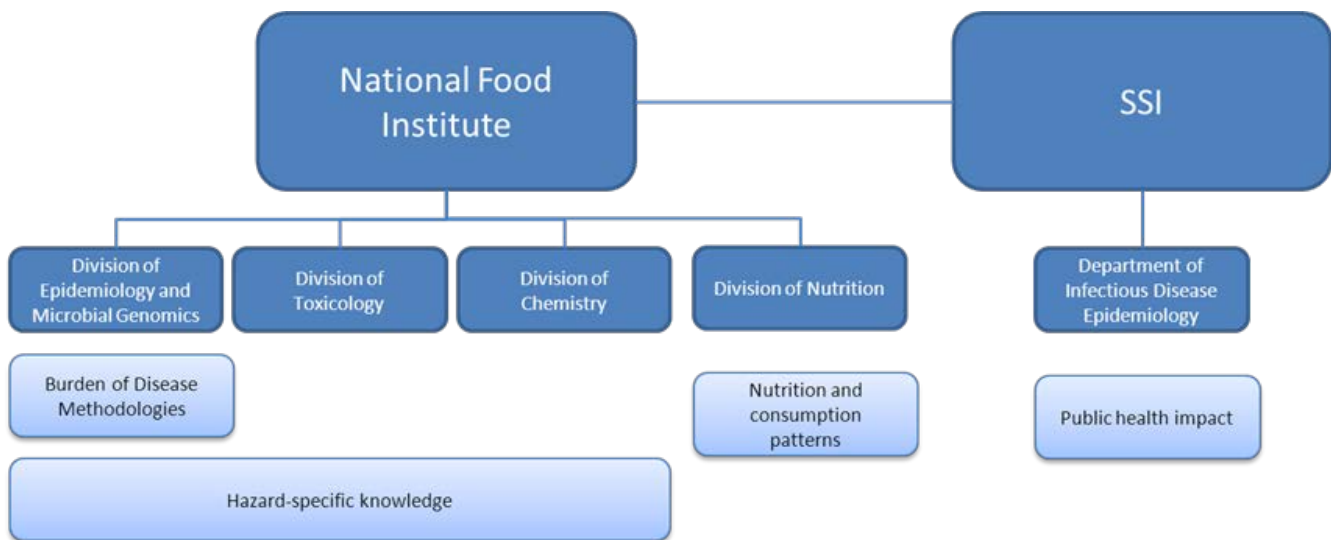 National Food
Institute
SSI
Division of
Epidemiology and
Microbial Genomics
Division of
Toxicology
Division of
Chemistry
Division of Nutrition
Department of
Infectious Disease
Epidemiology
Burden of Disease
Methodologies
Nutrition and
consumption
patterns
Public health impact
Hazard-specific knowledge